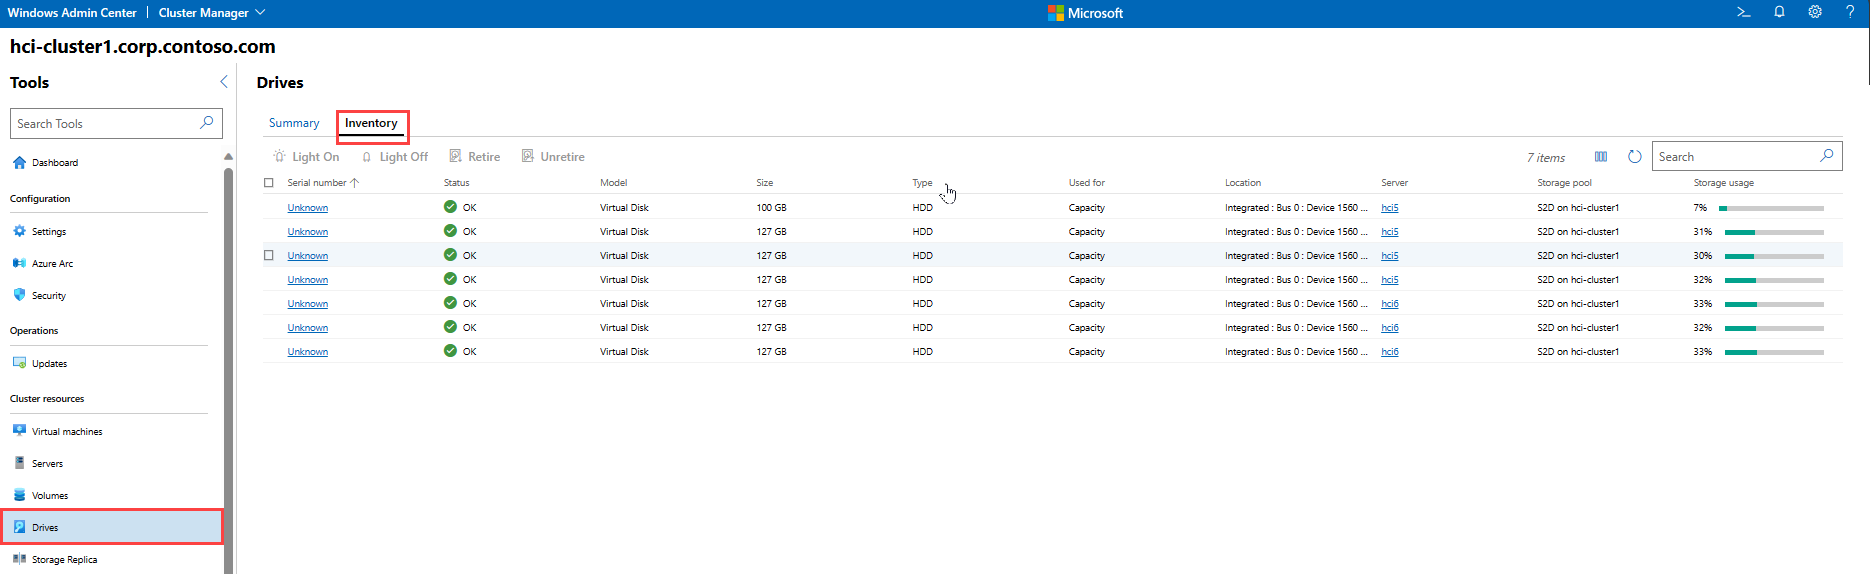 Windows Admin Center | Cluster Manager
Microsoft
>_ ?
hci-cluster1.corp.contoso.com
Tools
Search Tools
Dashboard
Configuration
Settings
Azure Arc
Security
Operations
Updates
Cluster resources
Virtual machines
Servers
Volumes
Drives
Storage Replica
Drives
Summary Inventory
Light On Light Off Retire Unretire 7 items Search
Serial number Status Model Size Type Used for Location Server Storage pool Storage usage
Unknown OK Virtual Disk 100 GB HDD Capacity Integrated : Bus 0 : Device 1560 ... hci5 S2D on hci-cluster1 7%
Unknown OK Virtual Disk 127 GB HDD Capacity Integrated : Bus 0 : Device 1560 ... hci5 S2D on hci-cluster1 31%
Unknown OK Virtual Disk 127 GB HDD Capacity Integrated : Bus 0 : Device 1560 ... hci5 S2D on hci-cluster1 30%
Unknown OK Virtual Disk 127 GB HDD Capacity Integrated : Bus 0 : Device 1560 ... hci5 S2D on hci-cluster1 32%
Unknown OK Virtual Disk 127 GB HDD Capacity Integrated : Bus 0 : Device 1560 ... hci6 S2D on hci-cluster1 33%
Unknown OK Virtual Disk 127 GB HDD Capacity Integrated : Bus 0 : Device 1560 ... hci6 S2D on hci-cluster1 32%
Unknown OK Virtual Disk 127 GB HDD Capacity Integrated : Bus 0 : Device 1560 ... hci6 S2D on hci-cluster1 33%